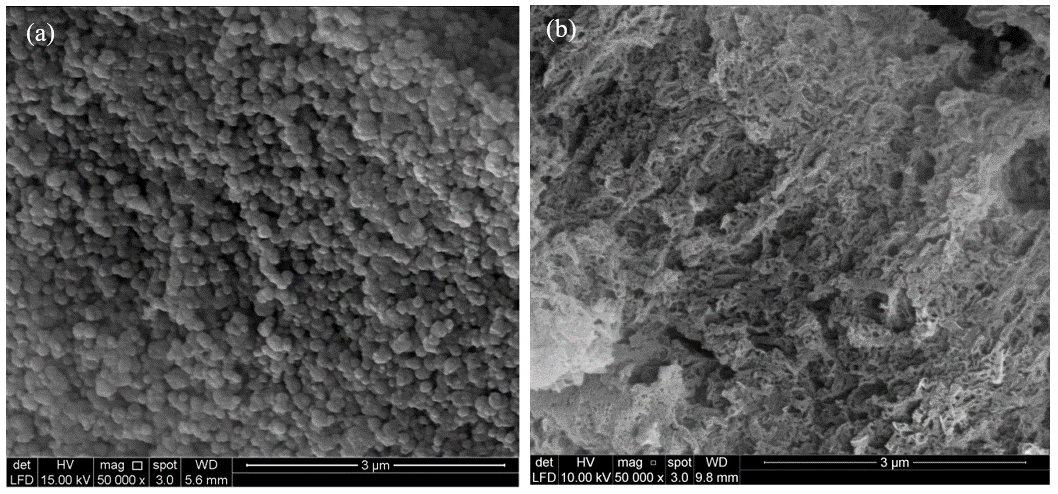 (a)
det HV mag □ spot WD
3 µm
LFD 15.00 kV 50 000 x 3.0 5.6 mm
(b)
det HV mag □ spot WD
3 µm
LFD 10.00 kV 50 000 x 3.0 9.8 mm